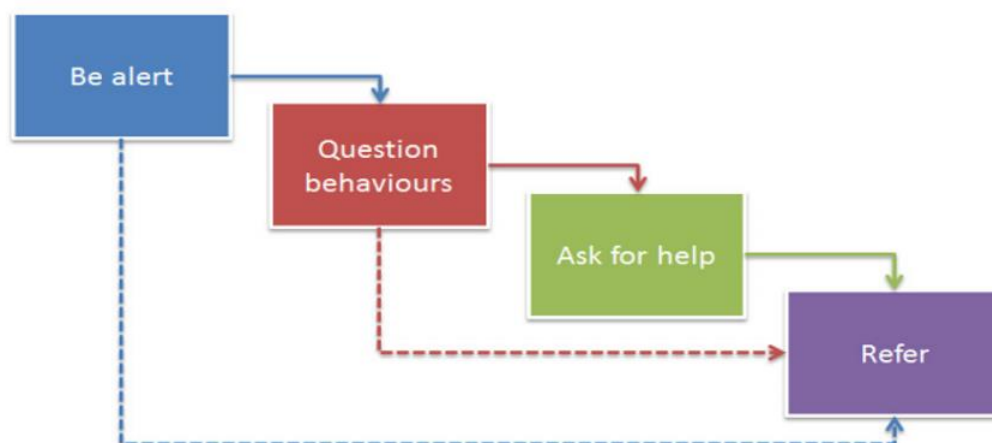 Be alert
Question
behaviours
Ask for help
Refer